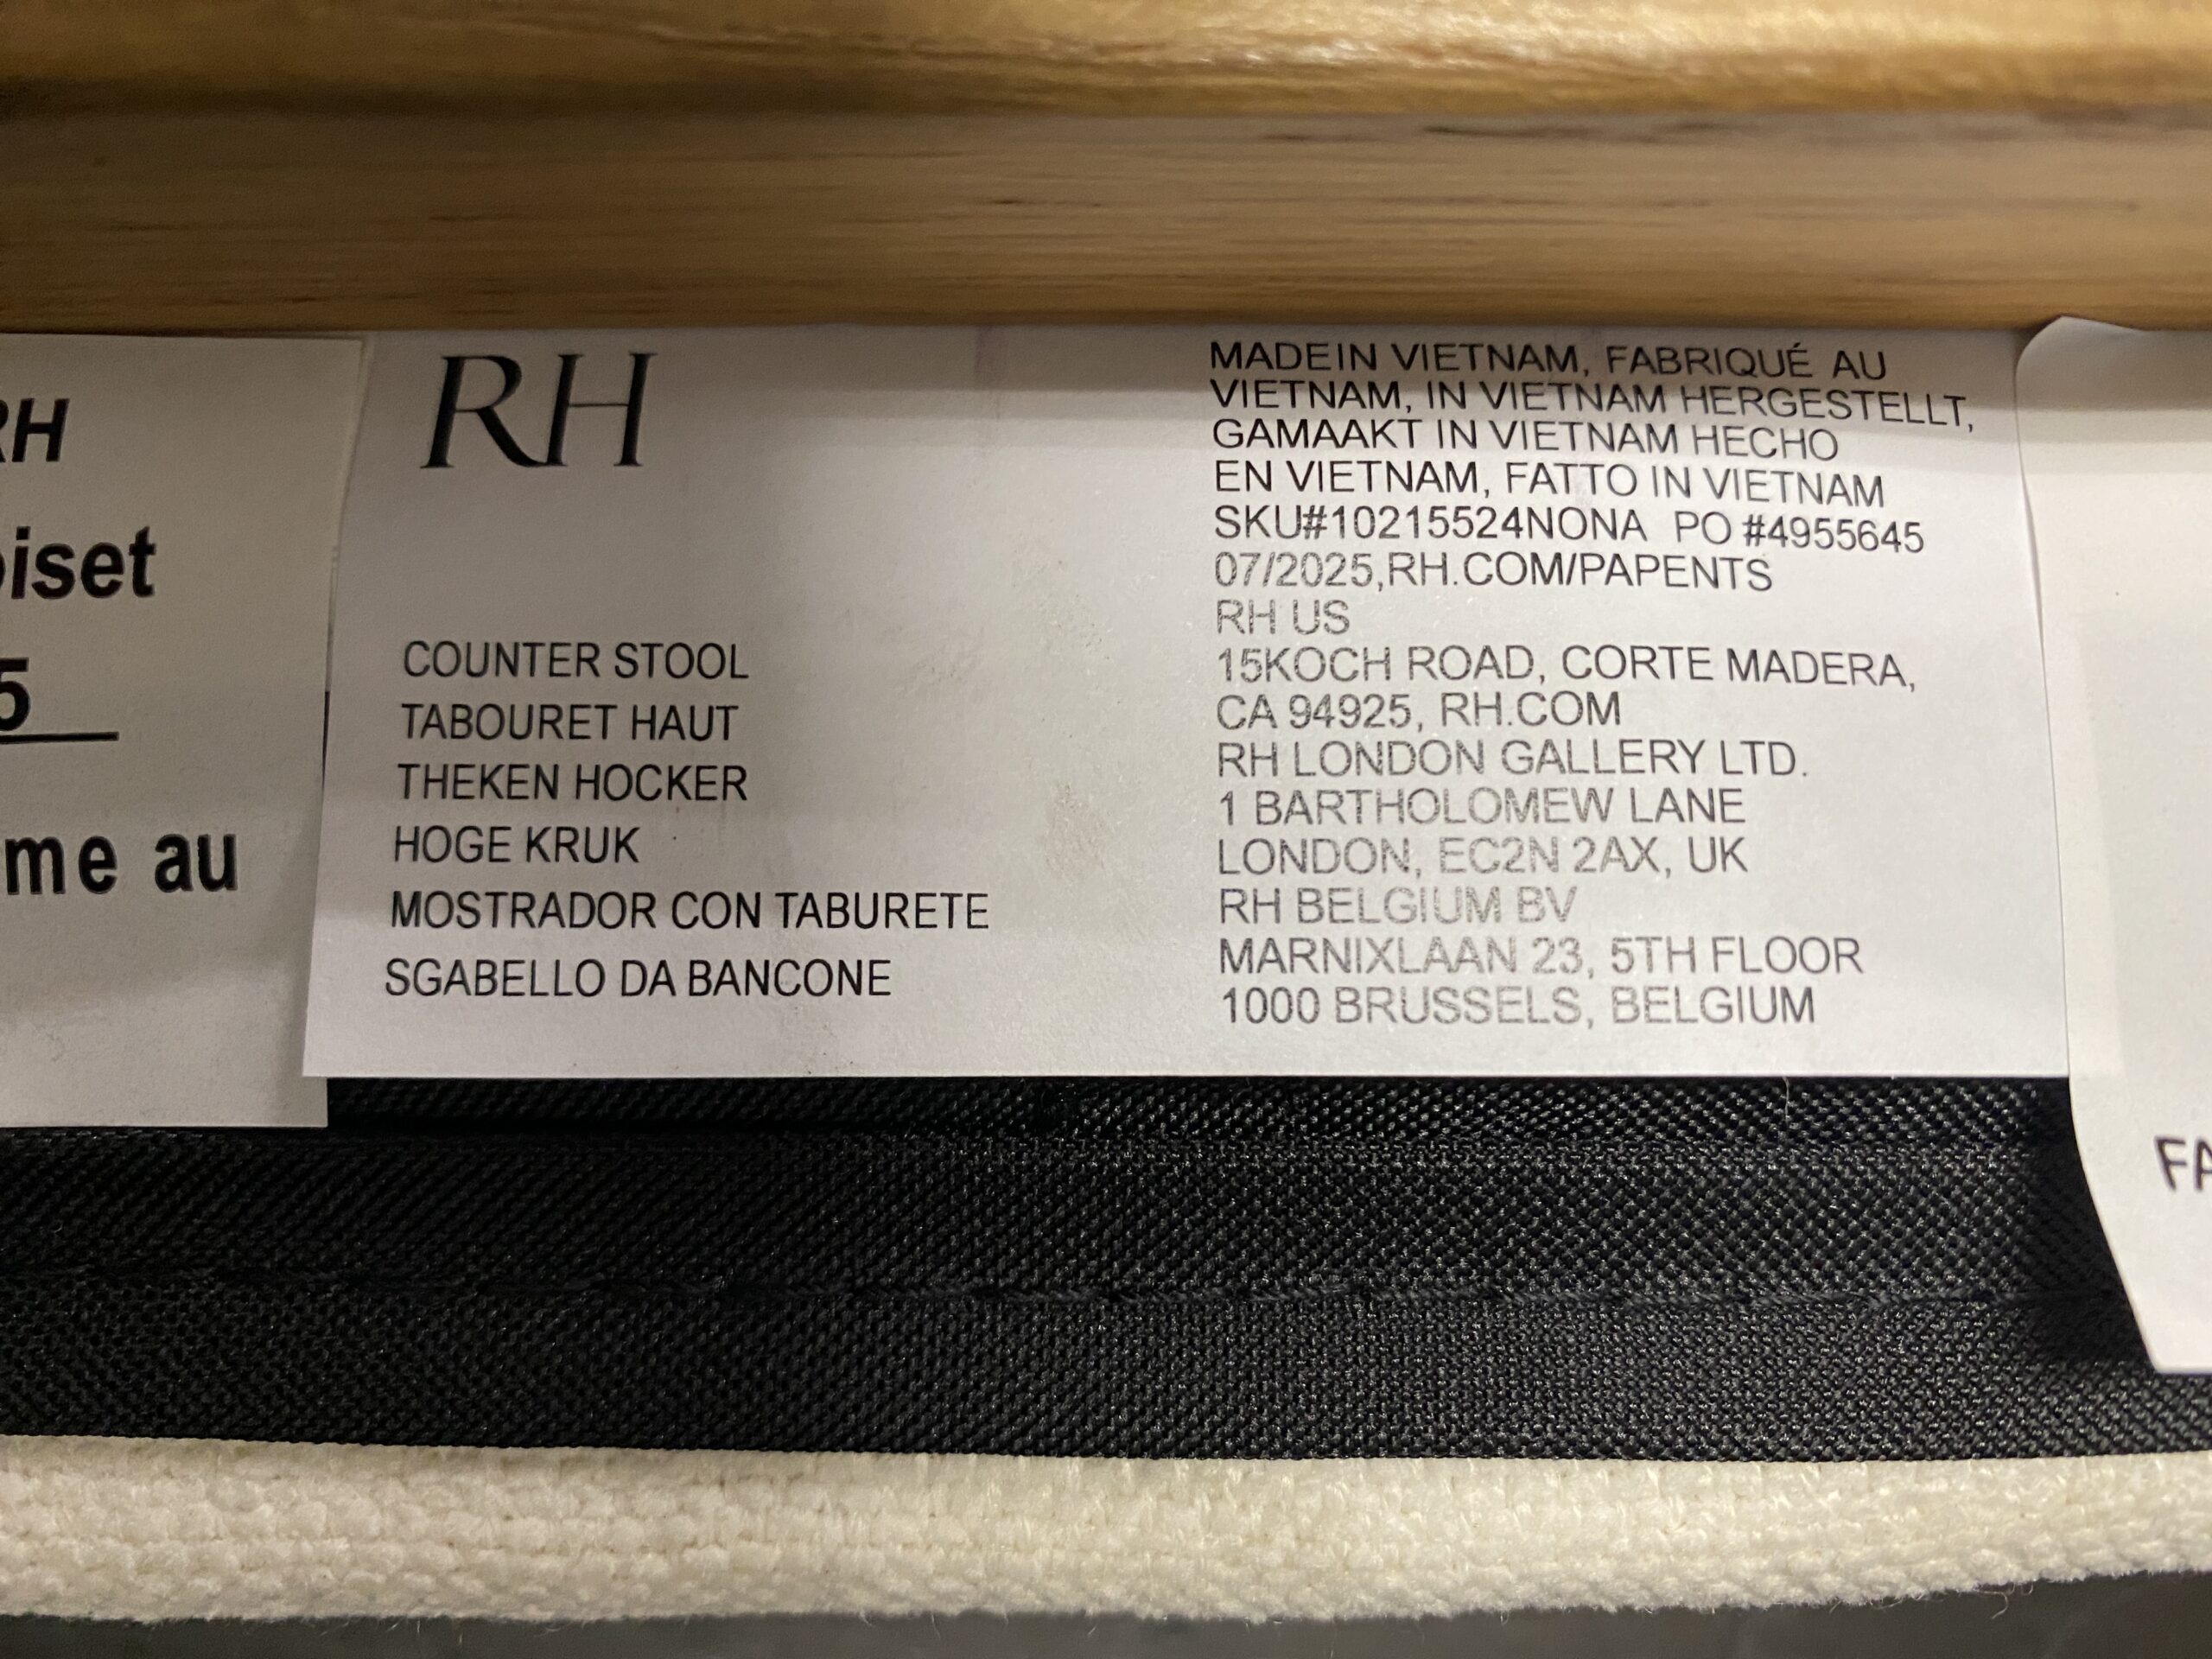 RH
COUNTER STOOL
TABOURET HAUT
THEKEN HOCKER
HOGE KRUK
MOSTRADOR CON TABURETE
SGABELLO DA BANCONE
MADEIN VIETNAM, FABRIQUÉ AU
VIETNAM, IN VIETNAM HERGESTELLT,
GAMAAKT IN VIETNAM HECHO
EN VIETNAM, FATTO IN VIETNAM
SKU#10215524NONA PO #4955645
07/2025,RH.COM/PAPENTS
RH US
15KOCH ROAD, CORTE MADERA,
CA 94925, RH.COM
RH LONDON GALLERY LTD.
1 BARTHOLOMEW LANE
LONDON, EC2N 2AX, UK
RH BELGIUM BV
MARNIXLAAN 23, 5TH FLOOR
1000 BRUSSELS, BELGIUM
RH
5
au